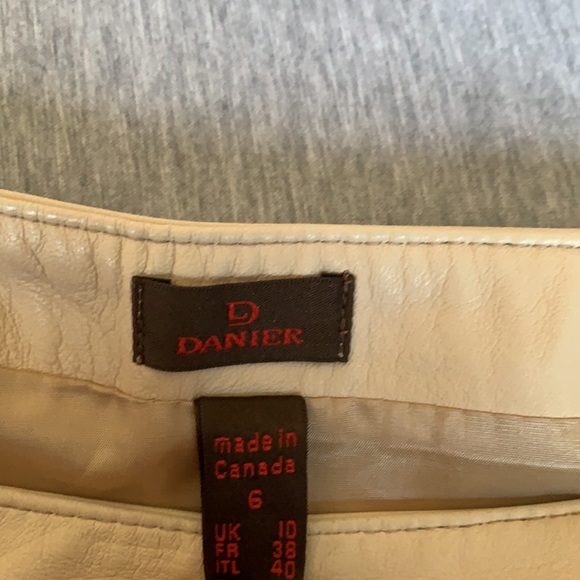 D
DANIER
made in
Canada
6
UK 10
FR 38
ITL 40